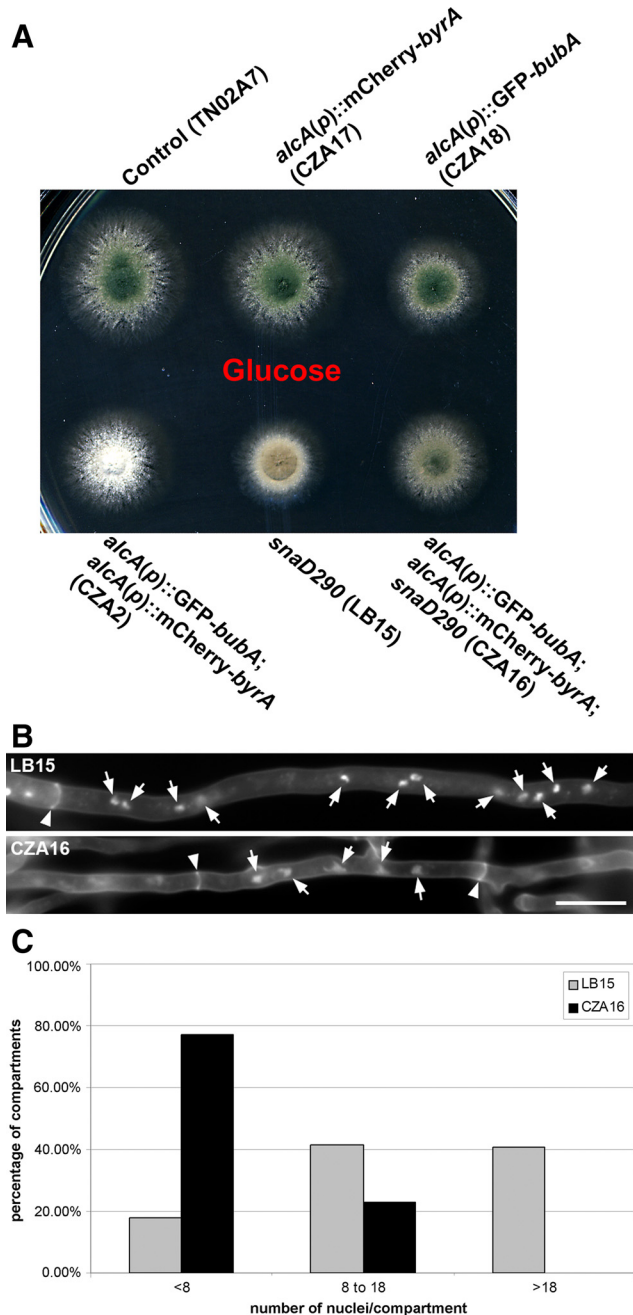 A
Control (TN02A7)
alcA(p)::mCherry-byrA
(CZA17)
alcA(p)::GFP-bubA
(CZA18)
Glucose
alcA(p)::GFP-bubA;
alcA(p)::mCherry-byrA
(CZA2)
snaD290 (LB15)
alcA(p)::GFP-bubA;
alcA(p)::mCherry-byrA;
snaD290 (CZA16)
B
LB15
CZA16
C
100.00%
80.00%
60.00%
40.00%
20.00%
0.00%
percentage of compartments
LB15
CZA16
<8
8 to 18
>18
number of nuclei/compartment